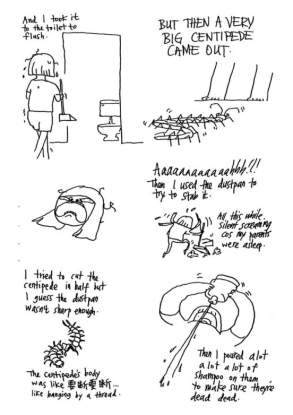 And I took it
to the toilet to
flush.
BUT THEN A VERY
BIG CENTIPEDE
CAME OUT.
Aaaaaaaaaaaahhh!!!
Then I used the dustpan to
try to stab it.
All this while,
silent screaming
cos my parents
were asleep.
I tried to cut the
centipede in half but
I guess the dustpan
wasn't sharp enough.
The centipede's body
was like 要断要断...
like hanging by a thread.
Then I poured alot
alot alot of
shampoo on them
to make sure they're
dead dead.